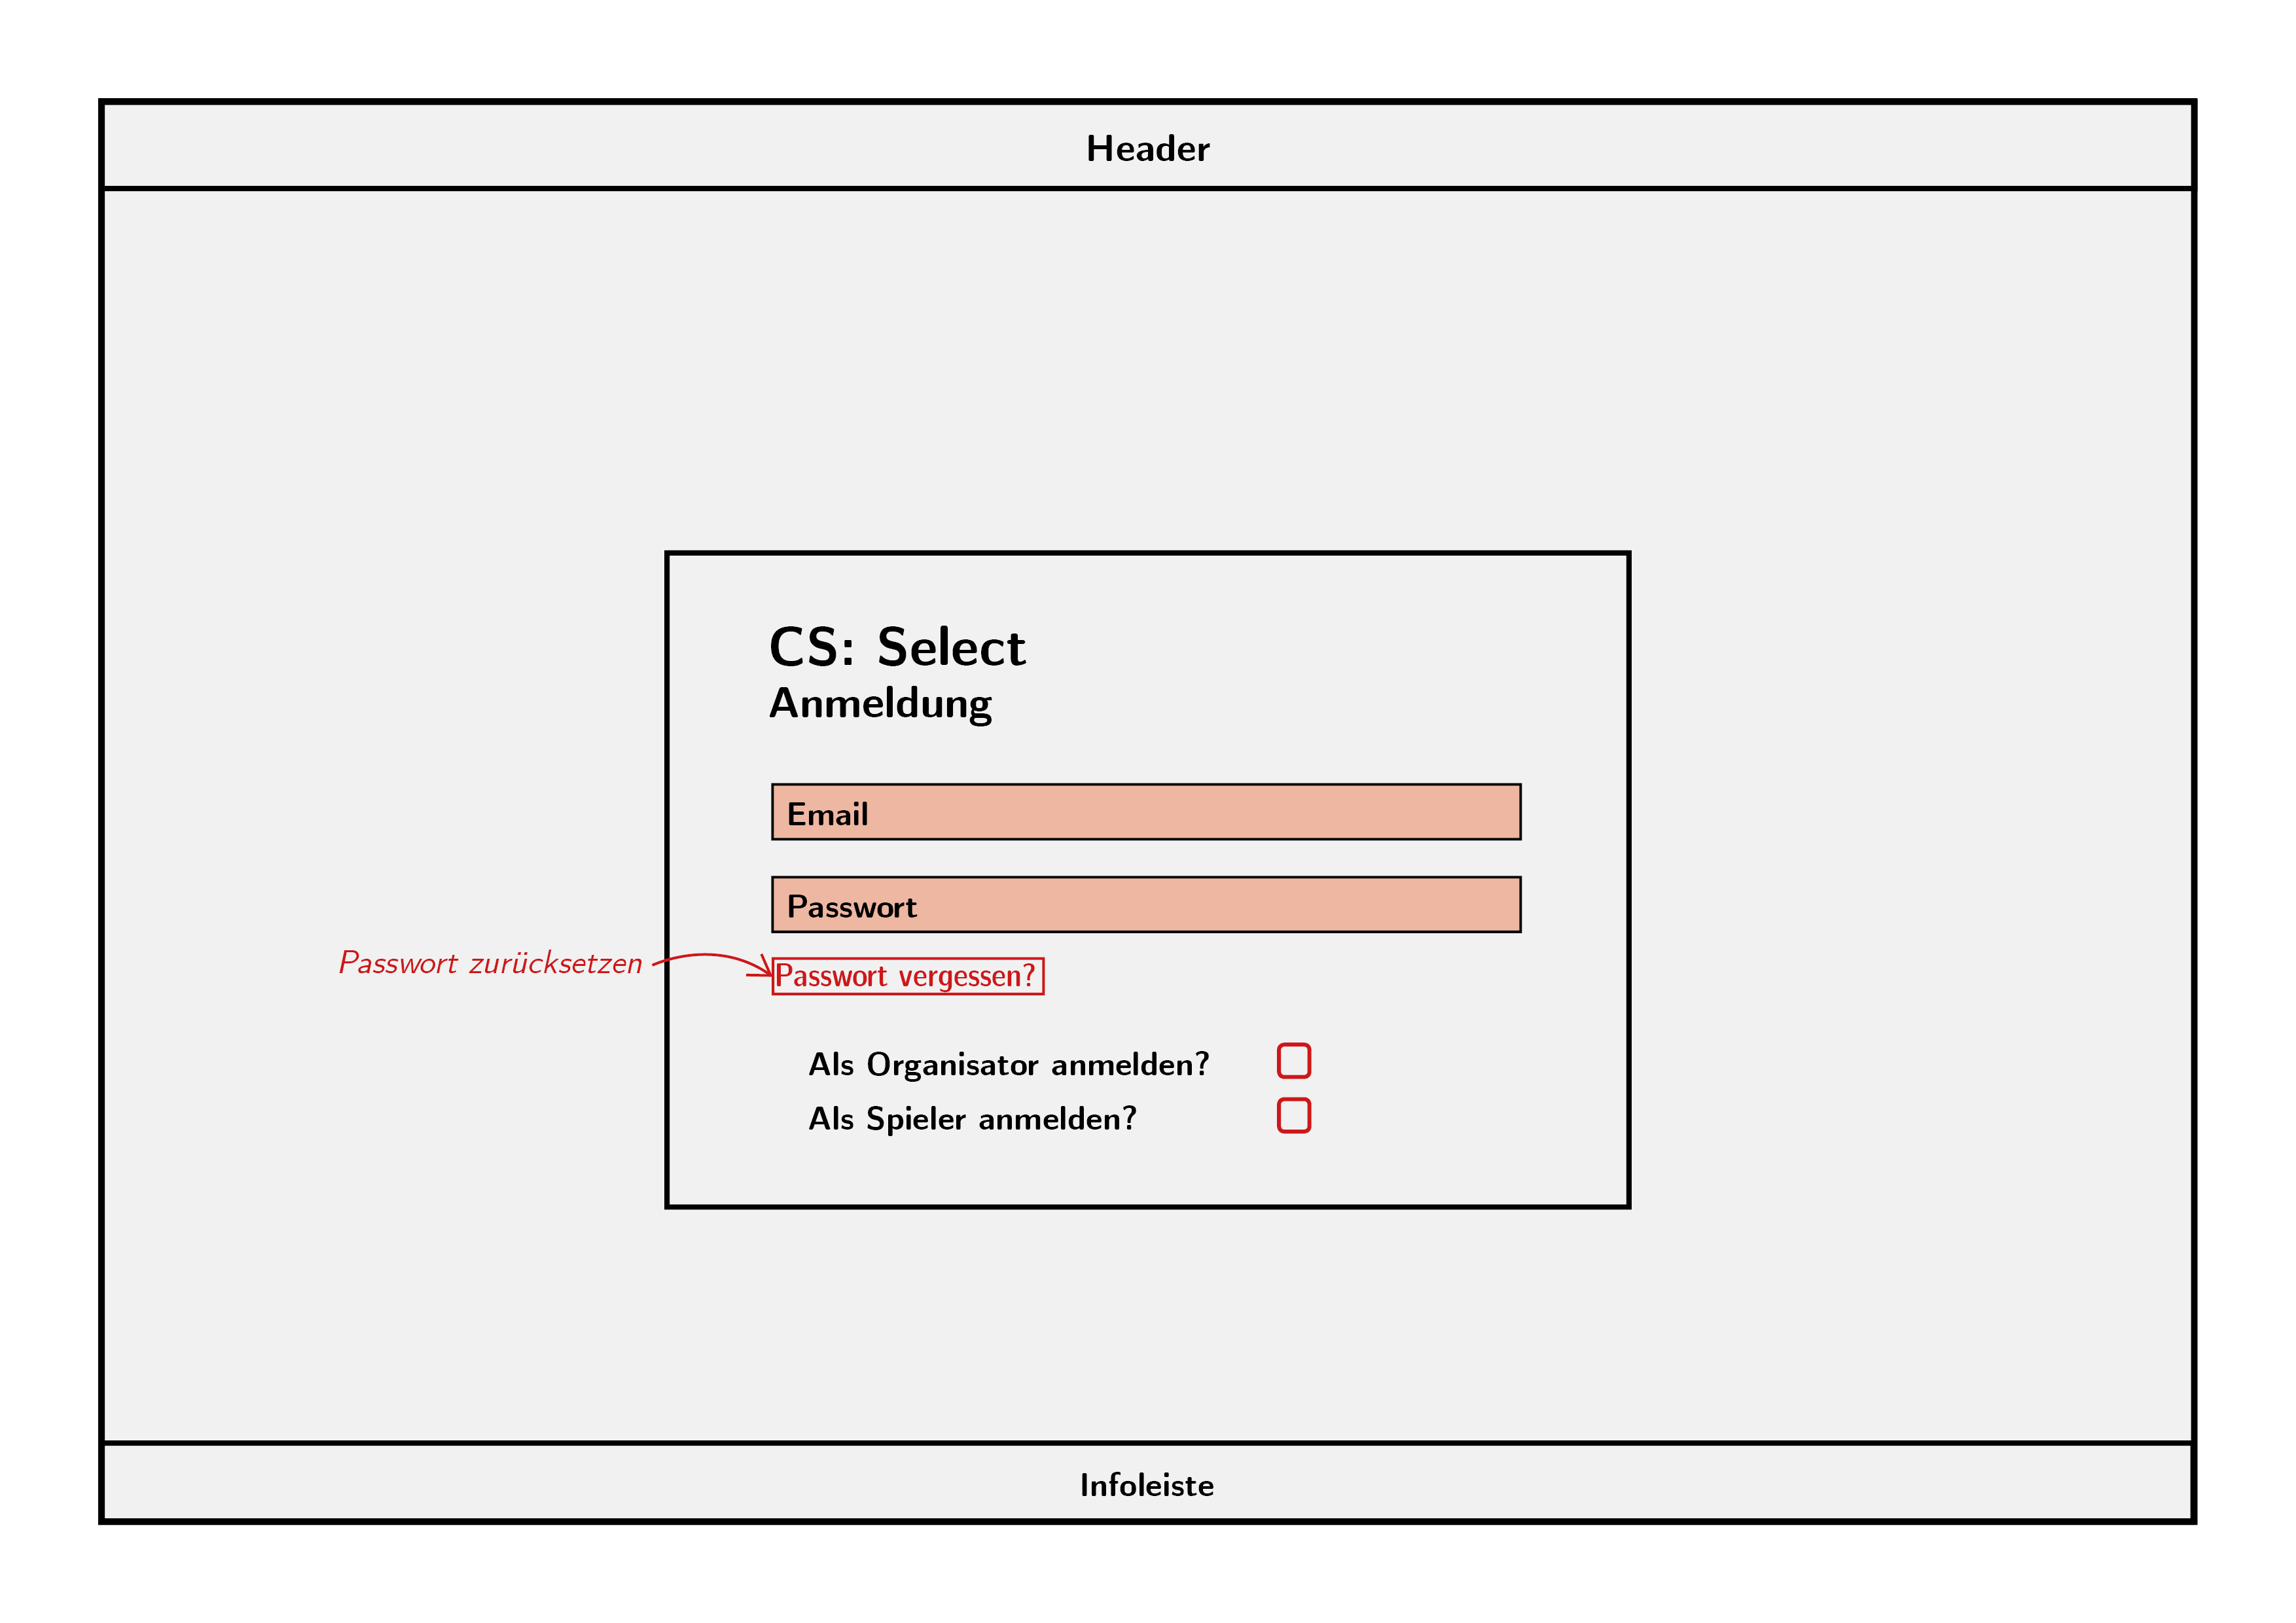 Header
CS: Select
Anmeldung
Email
Passwort
Passwort zurücksetzen
Passwort vergessen?
Als Organisator anmelden?
Als Spieler anmelden?
Infoleiste